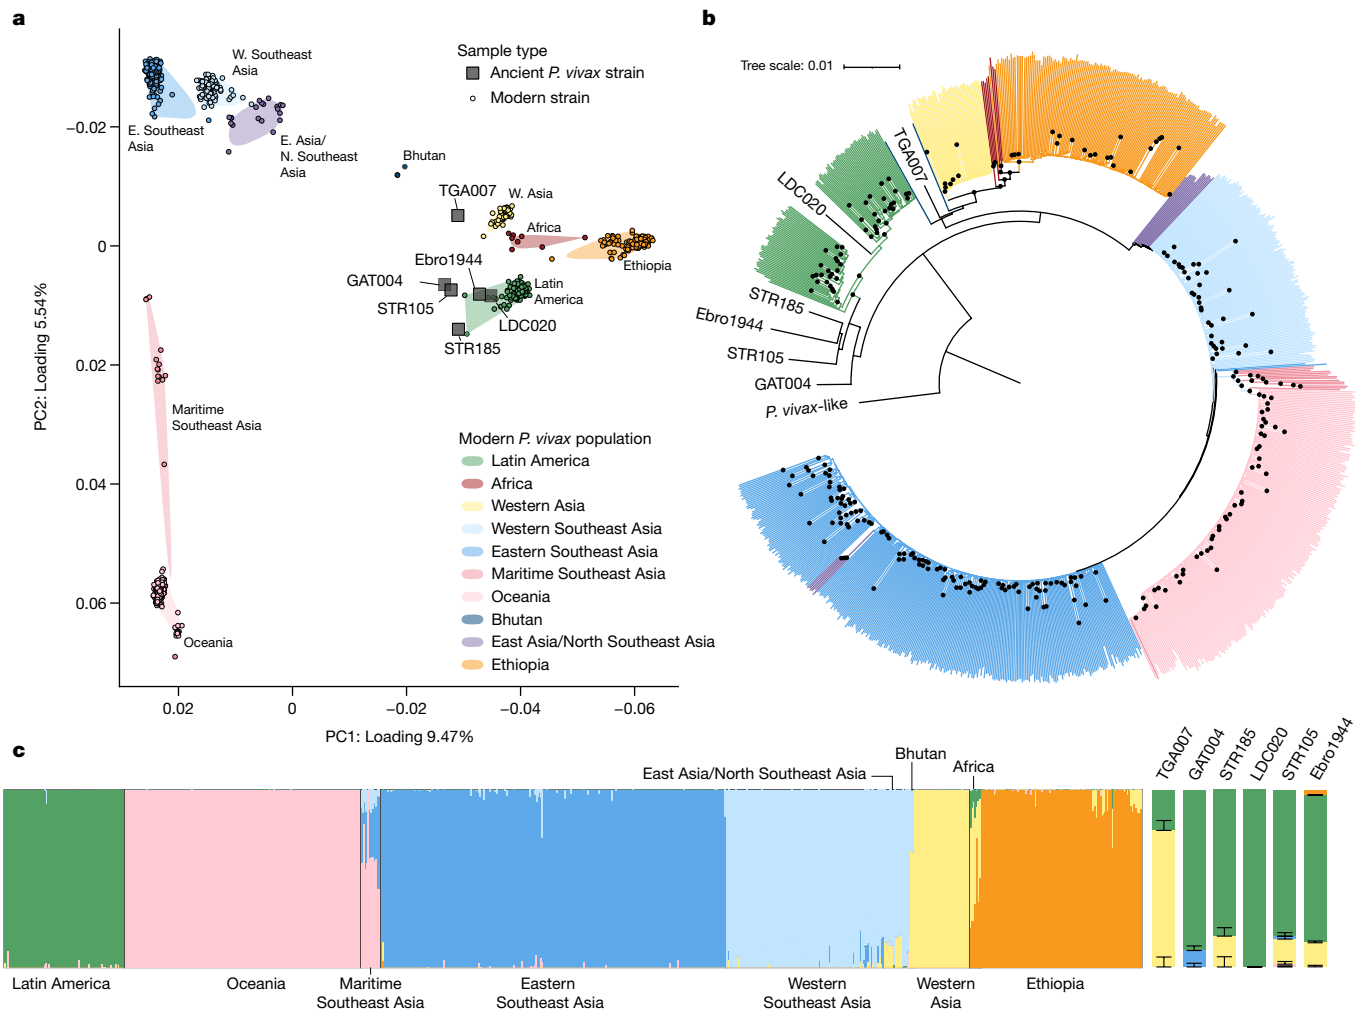 a
b
Sample type
Ancient P. vivax strain
Modern strain
W. Southeast
Asia
E. Southeast
Asia
E. Asia/
N. Southeast
Asia
Bhutan
TGA007
W. Asia
Africa
Ebro1944
Ethiopia
GAT004
STR105
Latin
America
LDC020
STR185
Maritime
Southeast Asia
Oceania
Modern P. vivax population
Latin America
Africa
Western Asia
Western Southeast Asia
Eastern Southeast Asia
Maritime Southeast Asia
Oceania
Bhutan
East Asia/North Southeast Asia
Ethiopia
−0.02
0
0.02
0.04
0.06
PC2: Loading 5.54%
0.02
0
−0.02
−0.04
−0.06
PC1: Loading 9.47%
Tree scale: 0.01
TGA007
LDC020
STR185
Ebro1944
STR105
GAT004
P. vivax-like
c
East Asia/North Southeast Asia
Bhutan
Africa
TGA007
GAT004
STR185
LDC020
STR105
Ebro1944
Latin America
Oceania
Maritime
Southeast Asia
Eastern
Southeast Asia
Western
Southeast Asia
Western
Asia
Ethiopia